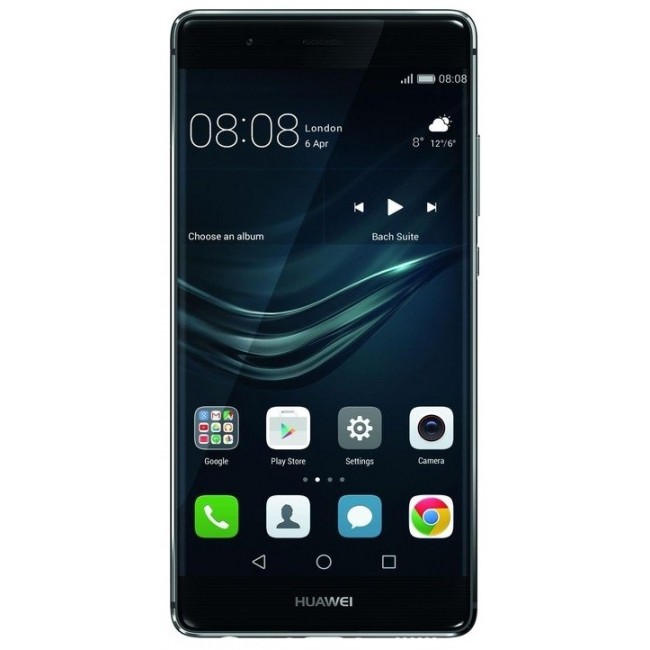 08:08
08:08 London
6 Apr
8° 12°/6°
Choose an album
Bach Suite
Google Play Store Settings Camera
HUAWEI